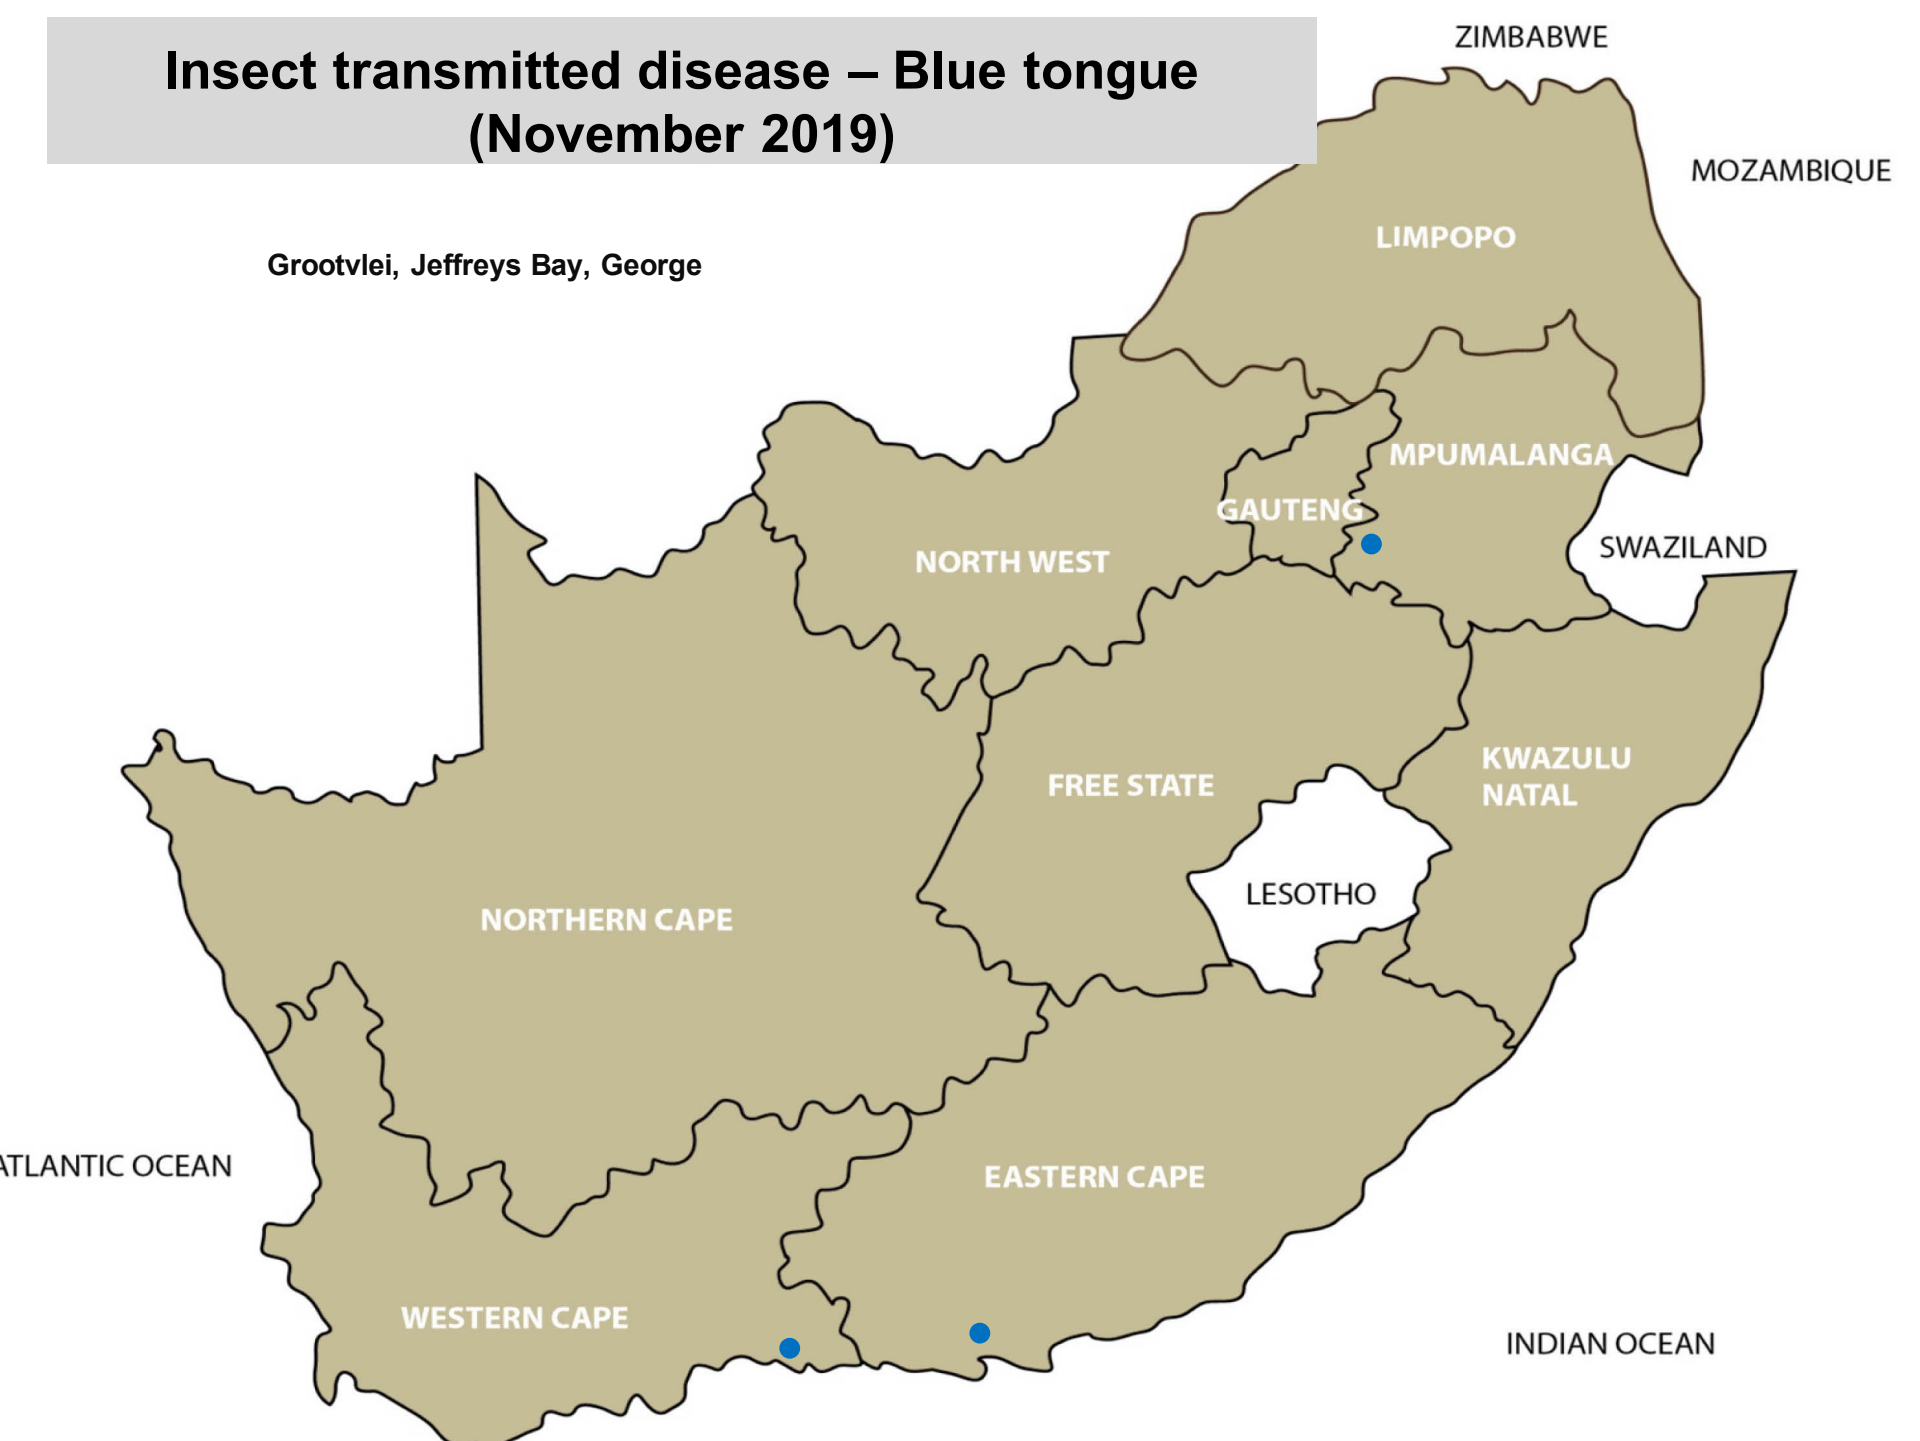 Insect transmitted disease – Blue tongue
(November 2019)
ZIMBABWE
MOZAMBIQUE
LIMPOPO
Grootvlei, Jeffreys Bay, George
MPUMALANGA
GAUTENG
SWAZILAND
NORTH WEST
KWAZULU
NATAL
FREE STATE
LESOTHO
NORTHERN CAPE
ATLANTIC OCEAN
EASTERN CAPE
WESTERN CAPE
INDIAN OCEAN